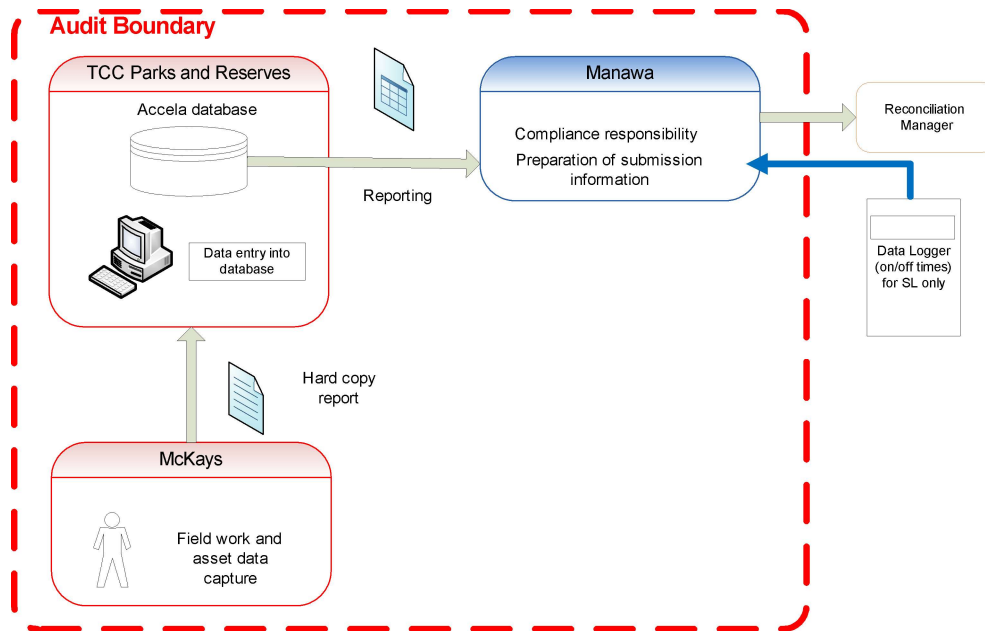 Audit Boundary
TCC Parks and Reserves
Accela database
Data entry into
database
Reporting
Manawa
Compliance responsibility
Preparation of submission
information
Reconciliation
Manager
Data Logger
(on/off times)
for SL only
Hard copy
report
McKays
Field work and
asset data
capture